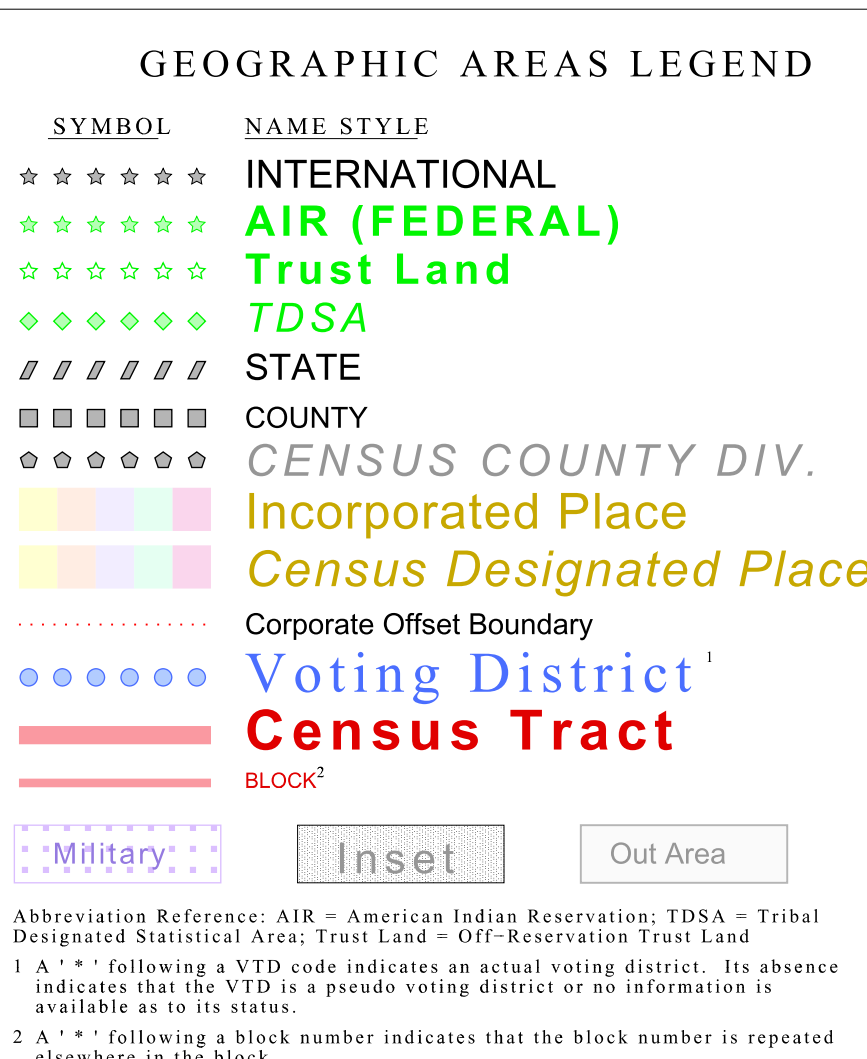 GEOGRAPHIC AREAS LEGEND
SYMBOL NAME STYLE
INTERNATIONAL
AIR (FEDERAL)
Trust Land
TDSA
STATE
COUNTY
CENSUS COUNTY DIV.
Incorporated Place
Census Designated Place
Corporate Offset Boundary
Voting District 1
Census Tract
BLOCK2
Military Inset Out Area
Abbreviation Reference: AIR = American Indian Reservation; TDSA = Tribal
Designated Statistical Area; Trust Land = Off-Reservation Trust Land
1 A ' * ' following a VTD code indicates an actual voting district. Its absence
indicates that the VTD is a pseudo voting district or no information is
available as to its status.
2 A ' * ' following a block number indicates that the block number is repeated
elsewhere in the block